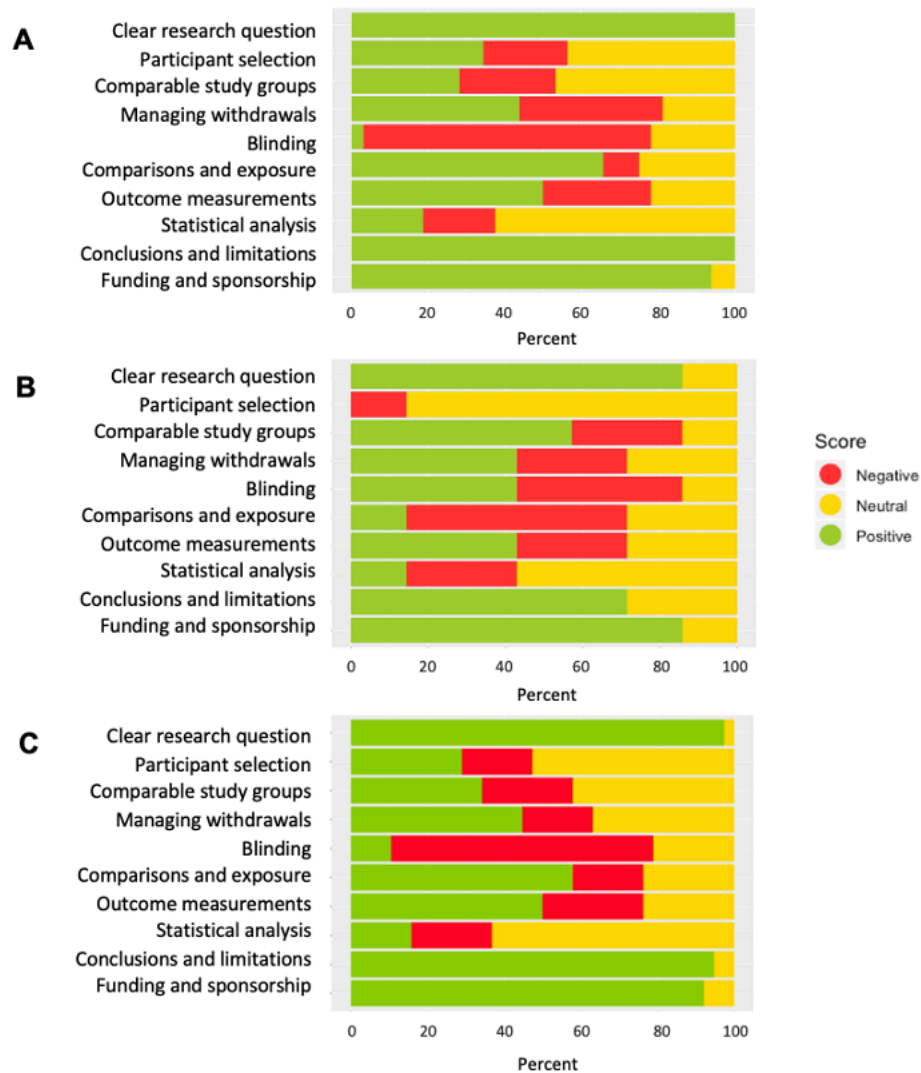 A
Clear research question
Participant selection
Comparable study groups
Managing withdrawals
Blinding
Comparisons and exposure
Outcome measurements
Statistical analysis
Conclusions and limitations
Funding and sponsorship
0 20 40 60 80 100
Percent
B
Clear research question
Participant selection
Comparable study groups
Managing withdrawals
Blinding
Comparisons and exposure
Outcome measurements
Statistical analysis
Conclusions and limitations
Funding and sponsorship
0 20 40 60 80 100
Percent
Score
Negative
Neutral
Positive
C
Clear research question
Participant selection
Comparable study groups
Managing withdrawals
Blinding
Comparisons and exposure
Outcome measurements
Statistical analysis
Conclusions and limitations
Funding and sponsorship
0 20 40 60 80 100
Percent